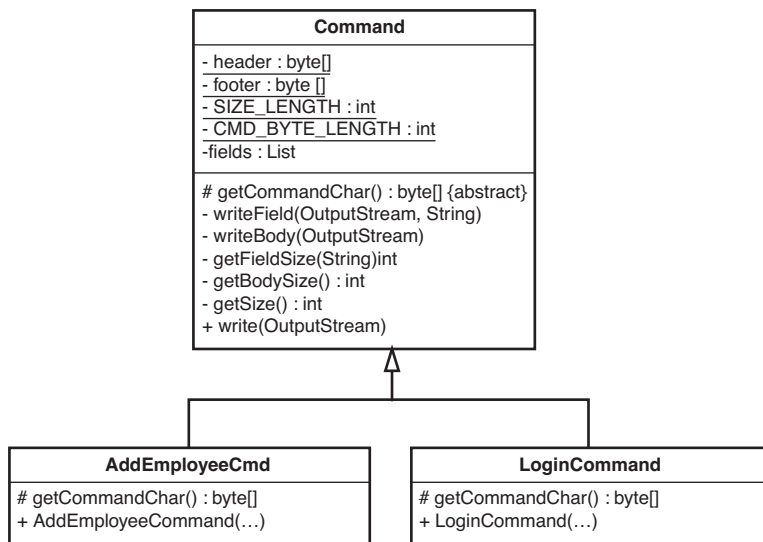 Command
- header : byte[]
- footer : byte []
- SIZE_LENGTH : int
- CMD_BYTE_LENGTH : int
-fields : List
# getCommandChar() : byte[] {abstract}
- writeField(OutputStream, String)
- writeBody(OutputStream)
- getFieldSize(String)int
- getBodySize() : int
- getSize() : int
+ write(OutputStream)
AddEmployeeCmd
# getCommandChar() : byte[]
+ AddEmployeeCommand(…)
LoginCommand
# getCommandChar() : byte[]
+ LoginCommand(…)